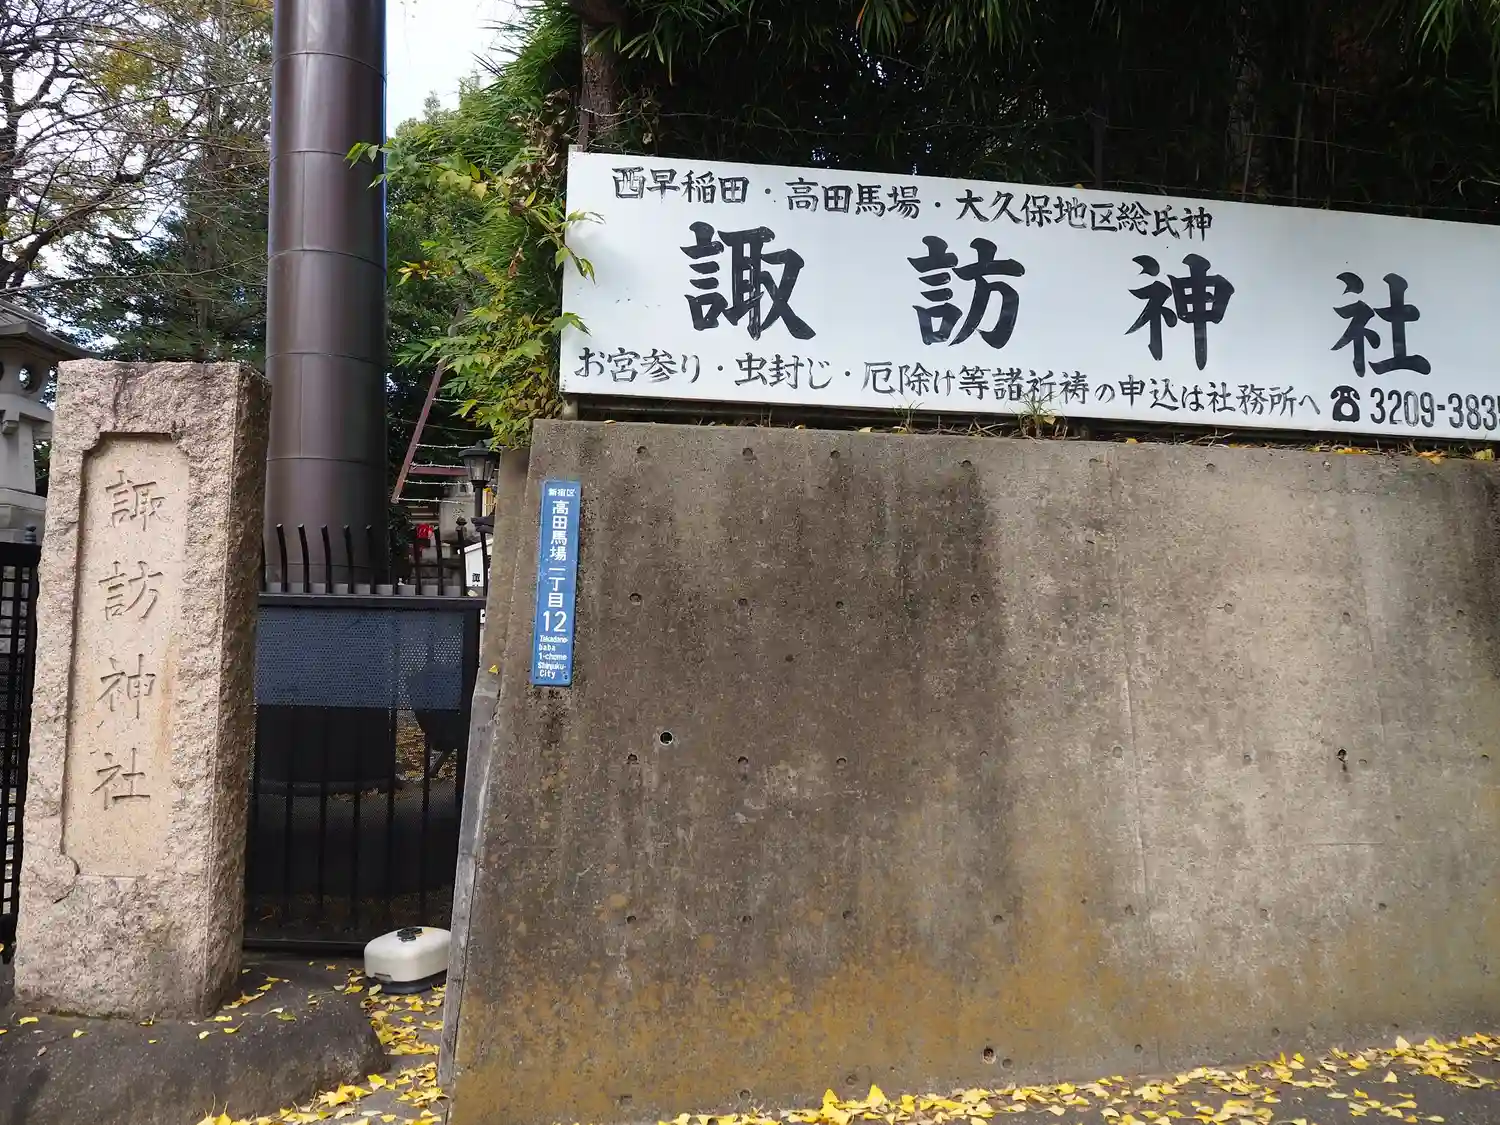 西早稲田・高田馬場・大久保地区総氏神
諏訪神社
お宮参り・虫封じ・厄除け等諸祈祷の申込は社務所へ ☎3209-383
諏訪神社
新宿区
高田馬場一丁目
12
Takadano-
baba
1-chome
Shinjuku-
City